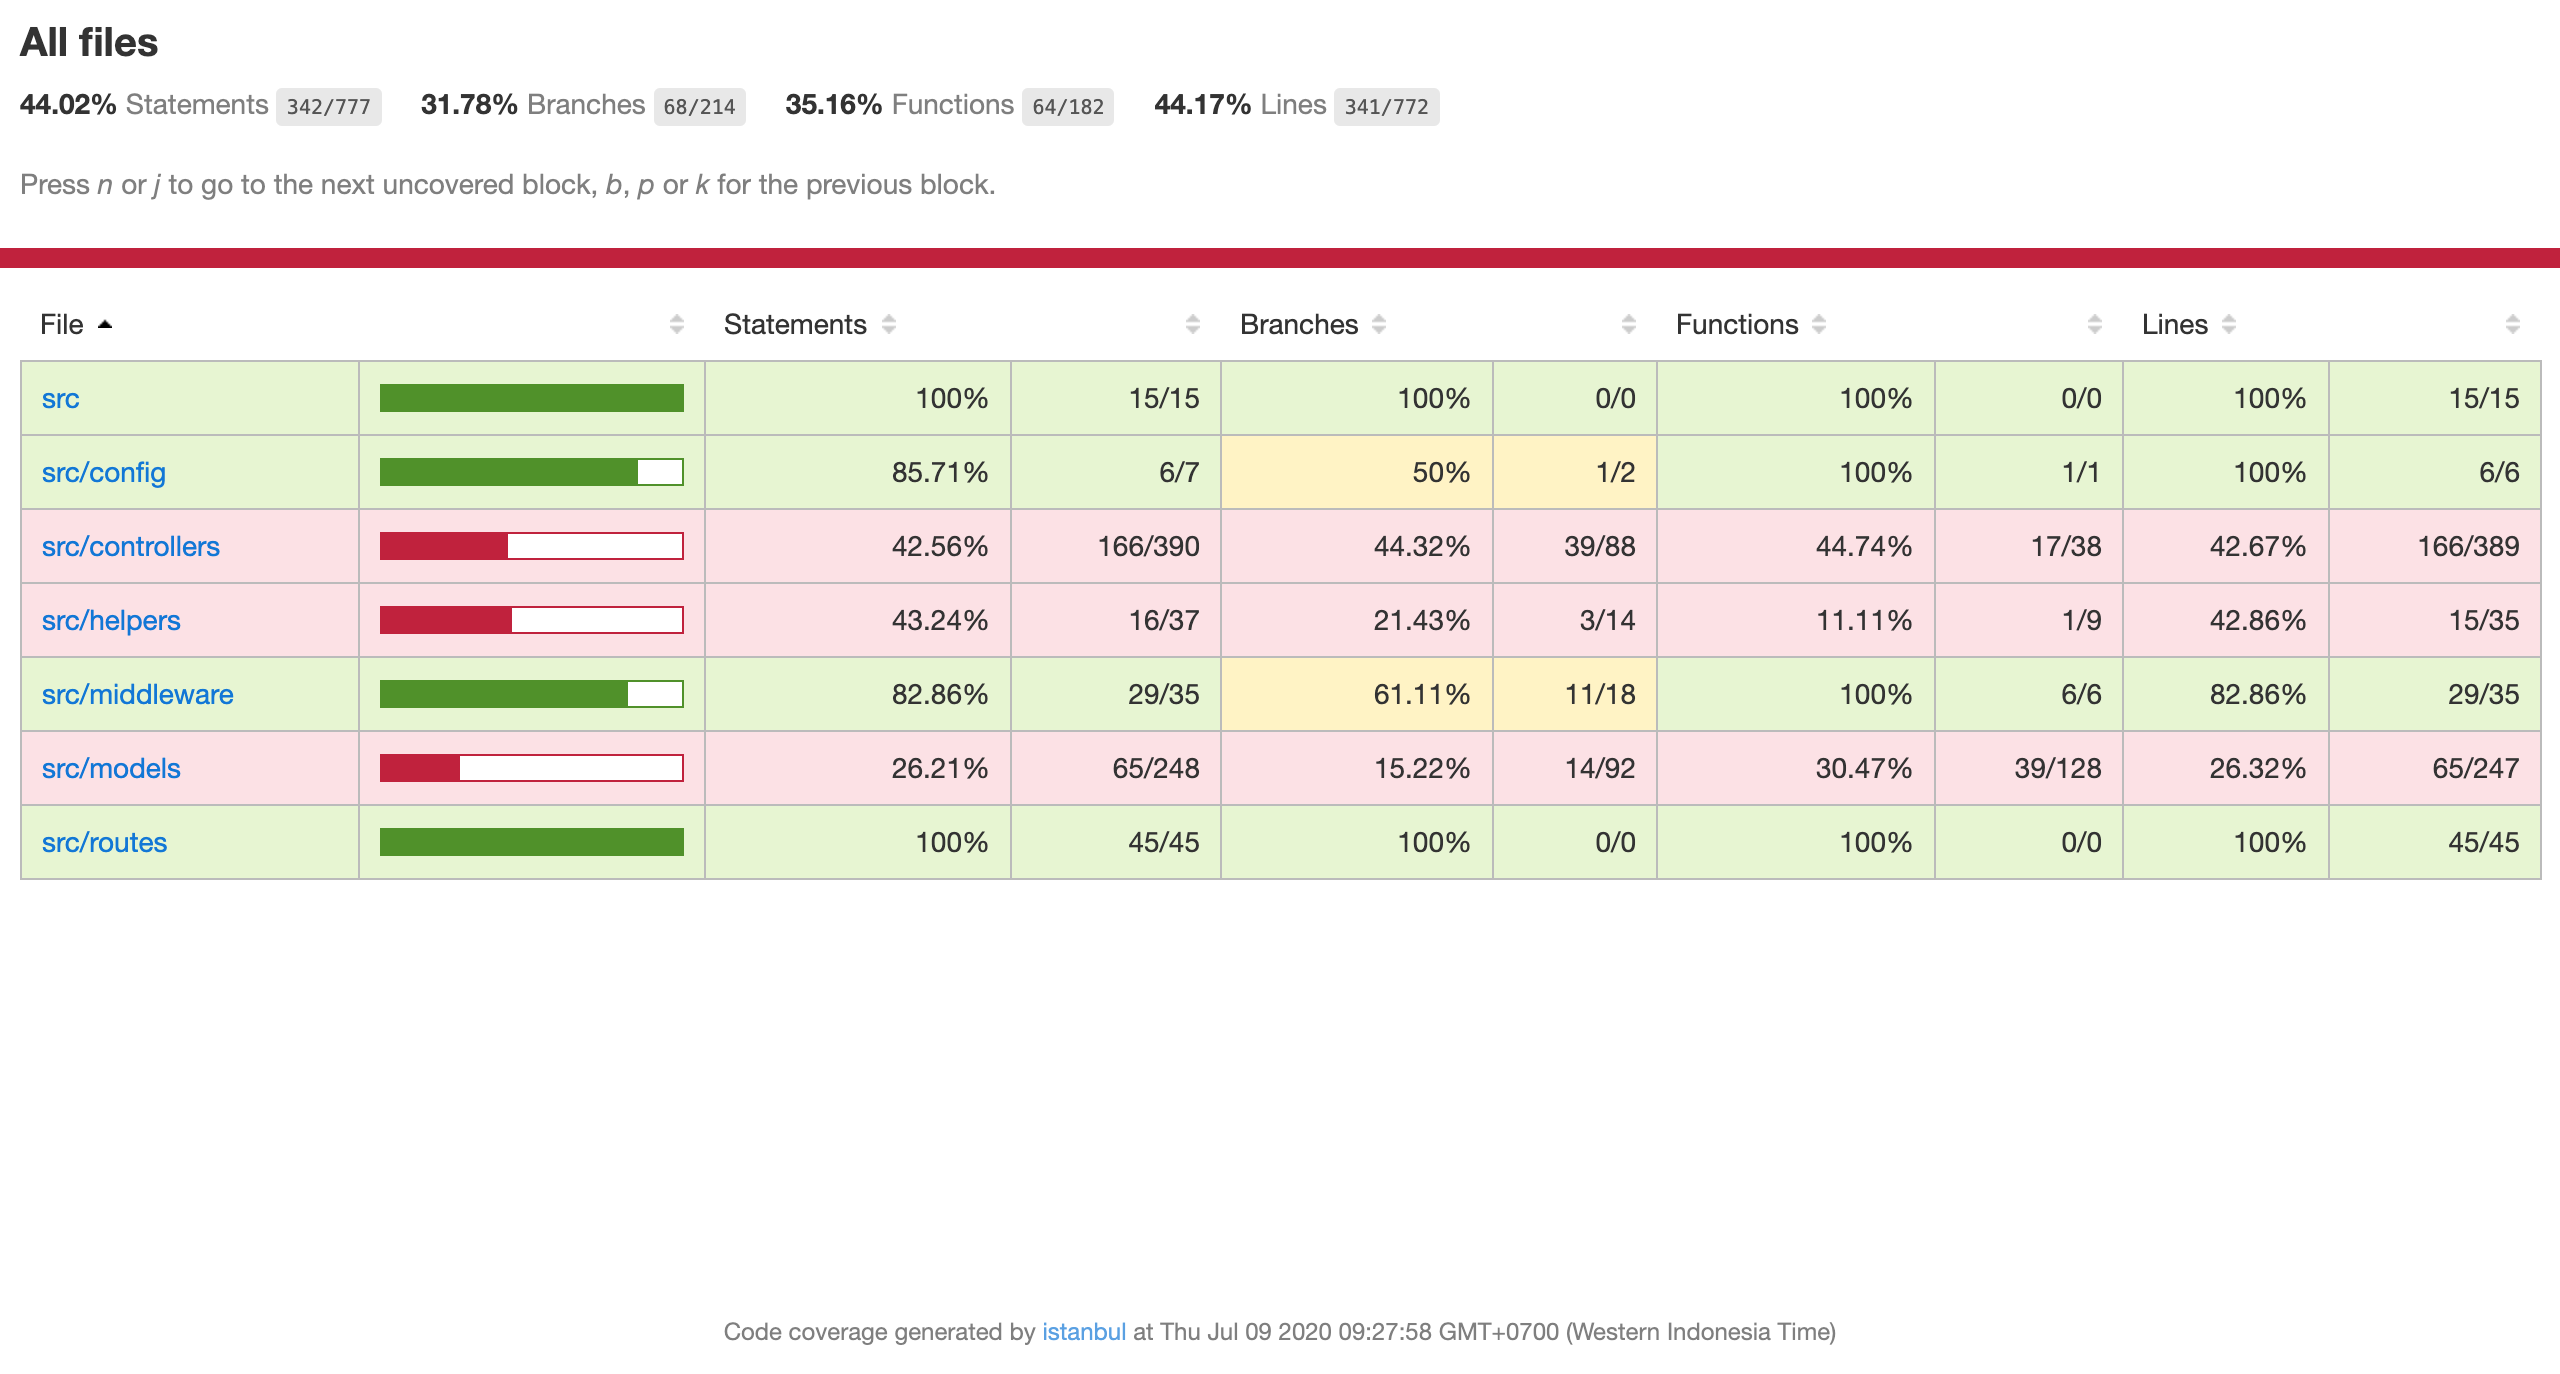 All files
44.02% Statements 342/777 31.78% Branches 68/214 35.16% Functions 64/182 44.17% Lines 341/772
Press n or j to go to the next uncovered block, b, p or k for the previous block.
File Statements Branches Functions Lines
src 100% 15/15 100% 0/0 100% 0/0 100% 15/15
src/config 85.71% 6/7 50% 1/2 100% 1/1 100% 6/6
src/controllers 42.56% 166/390 44.32% 39/88 44.74% 17/38 42.67% 166/389
src/helpers 43.24% 16/37 21.43% 3/14 11.11% 1/9 42.86% 15/35
src/middleware 82.86% 29/35 61.11% 11/18 100% 6/6 82.86% 29/35
src/models 26.21% 65/248 15.22% 14/92 30.47% 39/128 26.32% 65/247
src/routes 100% 45/45 100% 0/0 100% 0/0 100% 45/45
Code coverage generated by istanbul at Thu Jul 09 2020 09:27:58 GMT+0700 (Western Indonesia Time)